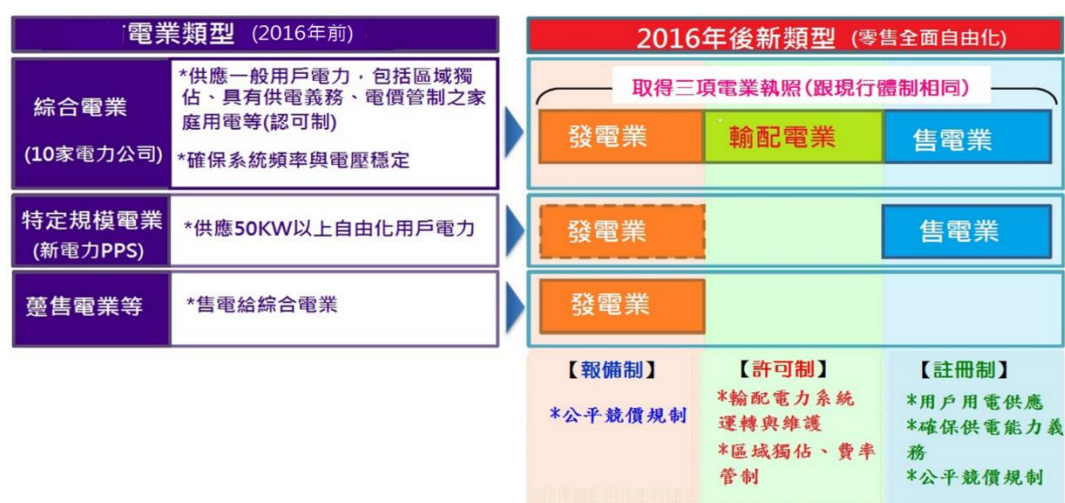 電業類型 (2016年前)
2016年後新類型 (零售全面自由化)
綜合電業
(10家電力公司)
*供應一般用戶電力，包括區域獨
佔、具有供電義務、電價管制之家
庭用電等(認可制)
*確保系統頻率與電壓穩定
取得三項電業執照(跟現行體制相同)
發電業
輸配電業
售電業
特定規模電業
(新電力PPS)
*供應50KW以上自由化用戶電力
發電業
售電業
躉售電業等
*售電給綜合電業
發電業
【報備制】
*公平競價規制
【許可制】
*輸配電力系統
運轉與維護
*區域獨佔、費率
管制
【註冊制】
*用戶用電供應
*確保供電能力義
務
*公平競價規制